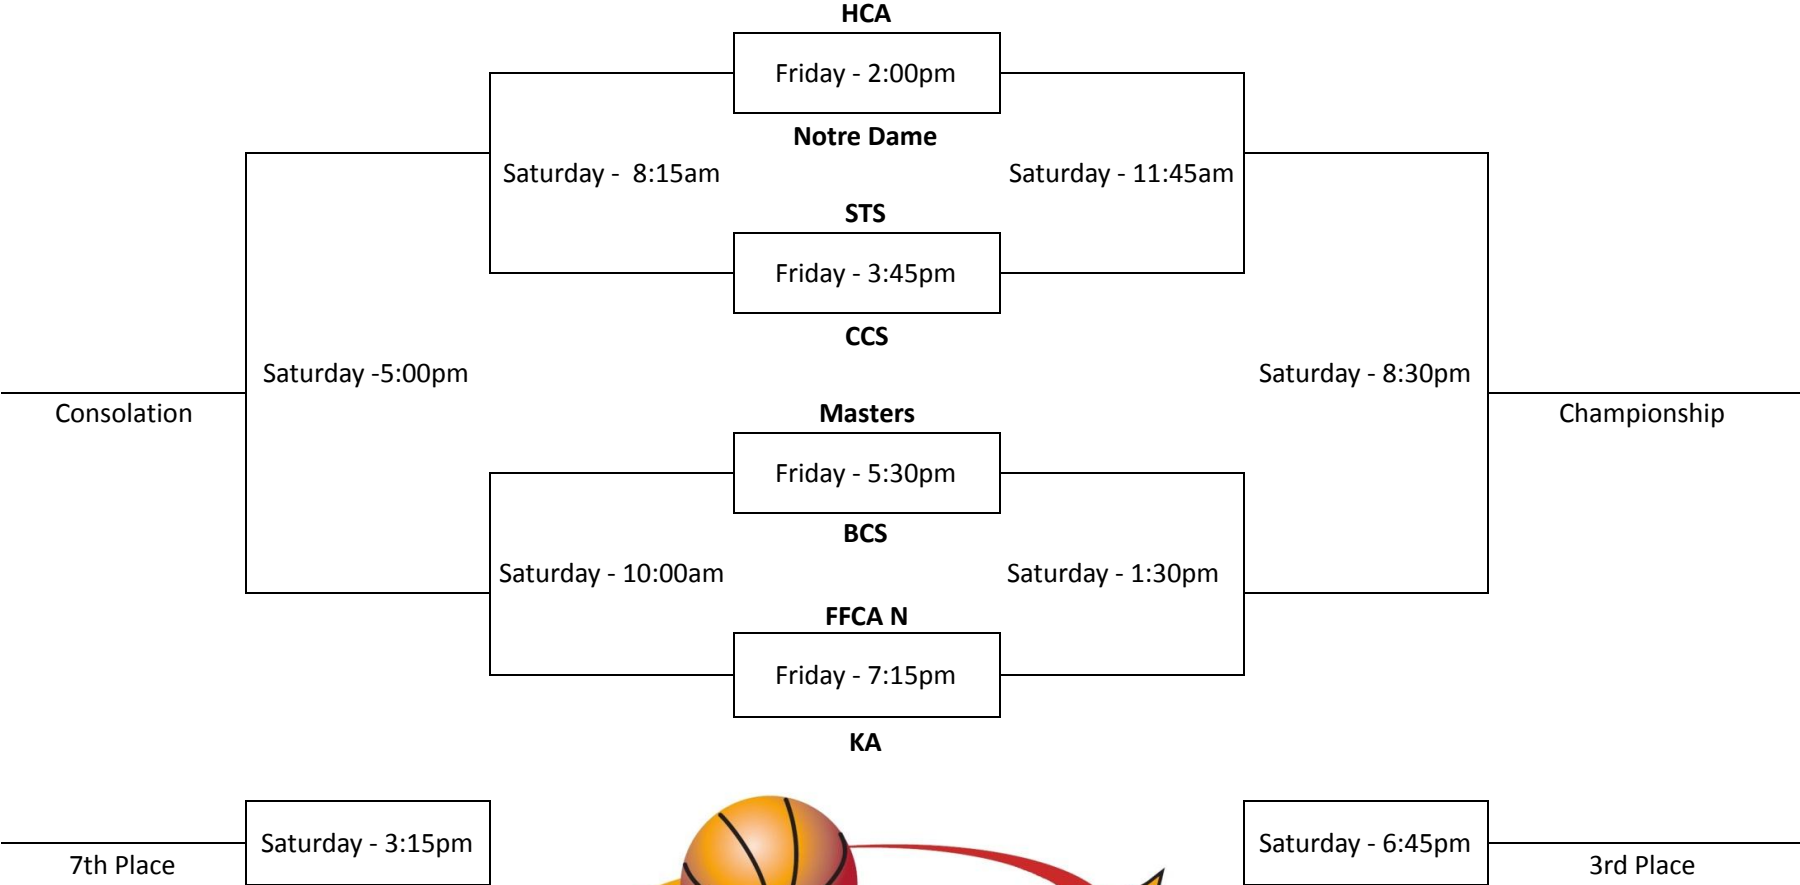 HCA
Friday - 2:00pm
Notre Dame
Saturday -  8:15am
Saturday - 11:45am
STS
Friday - 3:45pm
CCS
Saturday -5:00pm
Saturday - 8:30pm
Consolation
Masters
Championship
Friday - 5:30pm
BCS
Saturday - 10:00am
Saturday - 1:30pm
FFCA N
Friday - 7:15pm
KA
Saturday - 3:15pm
Saturday - 6:45pm
7th Place
3rd Place